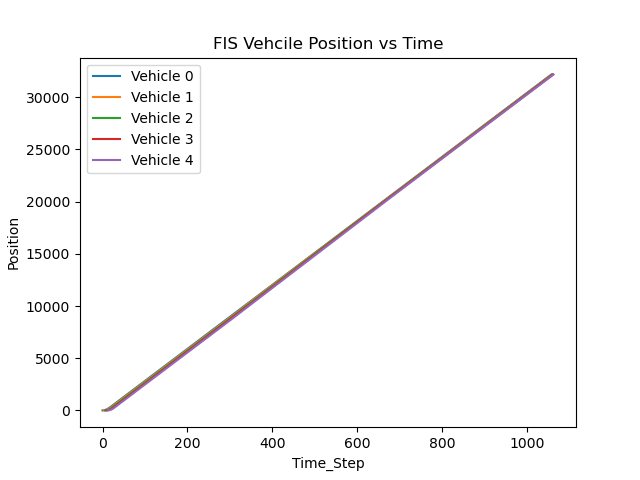 FIS Vehcile Position vs Time
Vehicle 0
Vehicle 1
Vehicle 2
Vehicle 3
Vehicle 4
30000
25000
20000
15000
10000
5000
0
Position
0 200 400 600 800 1000
Time_Step